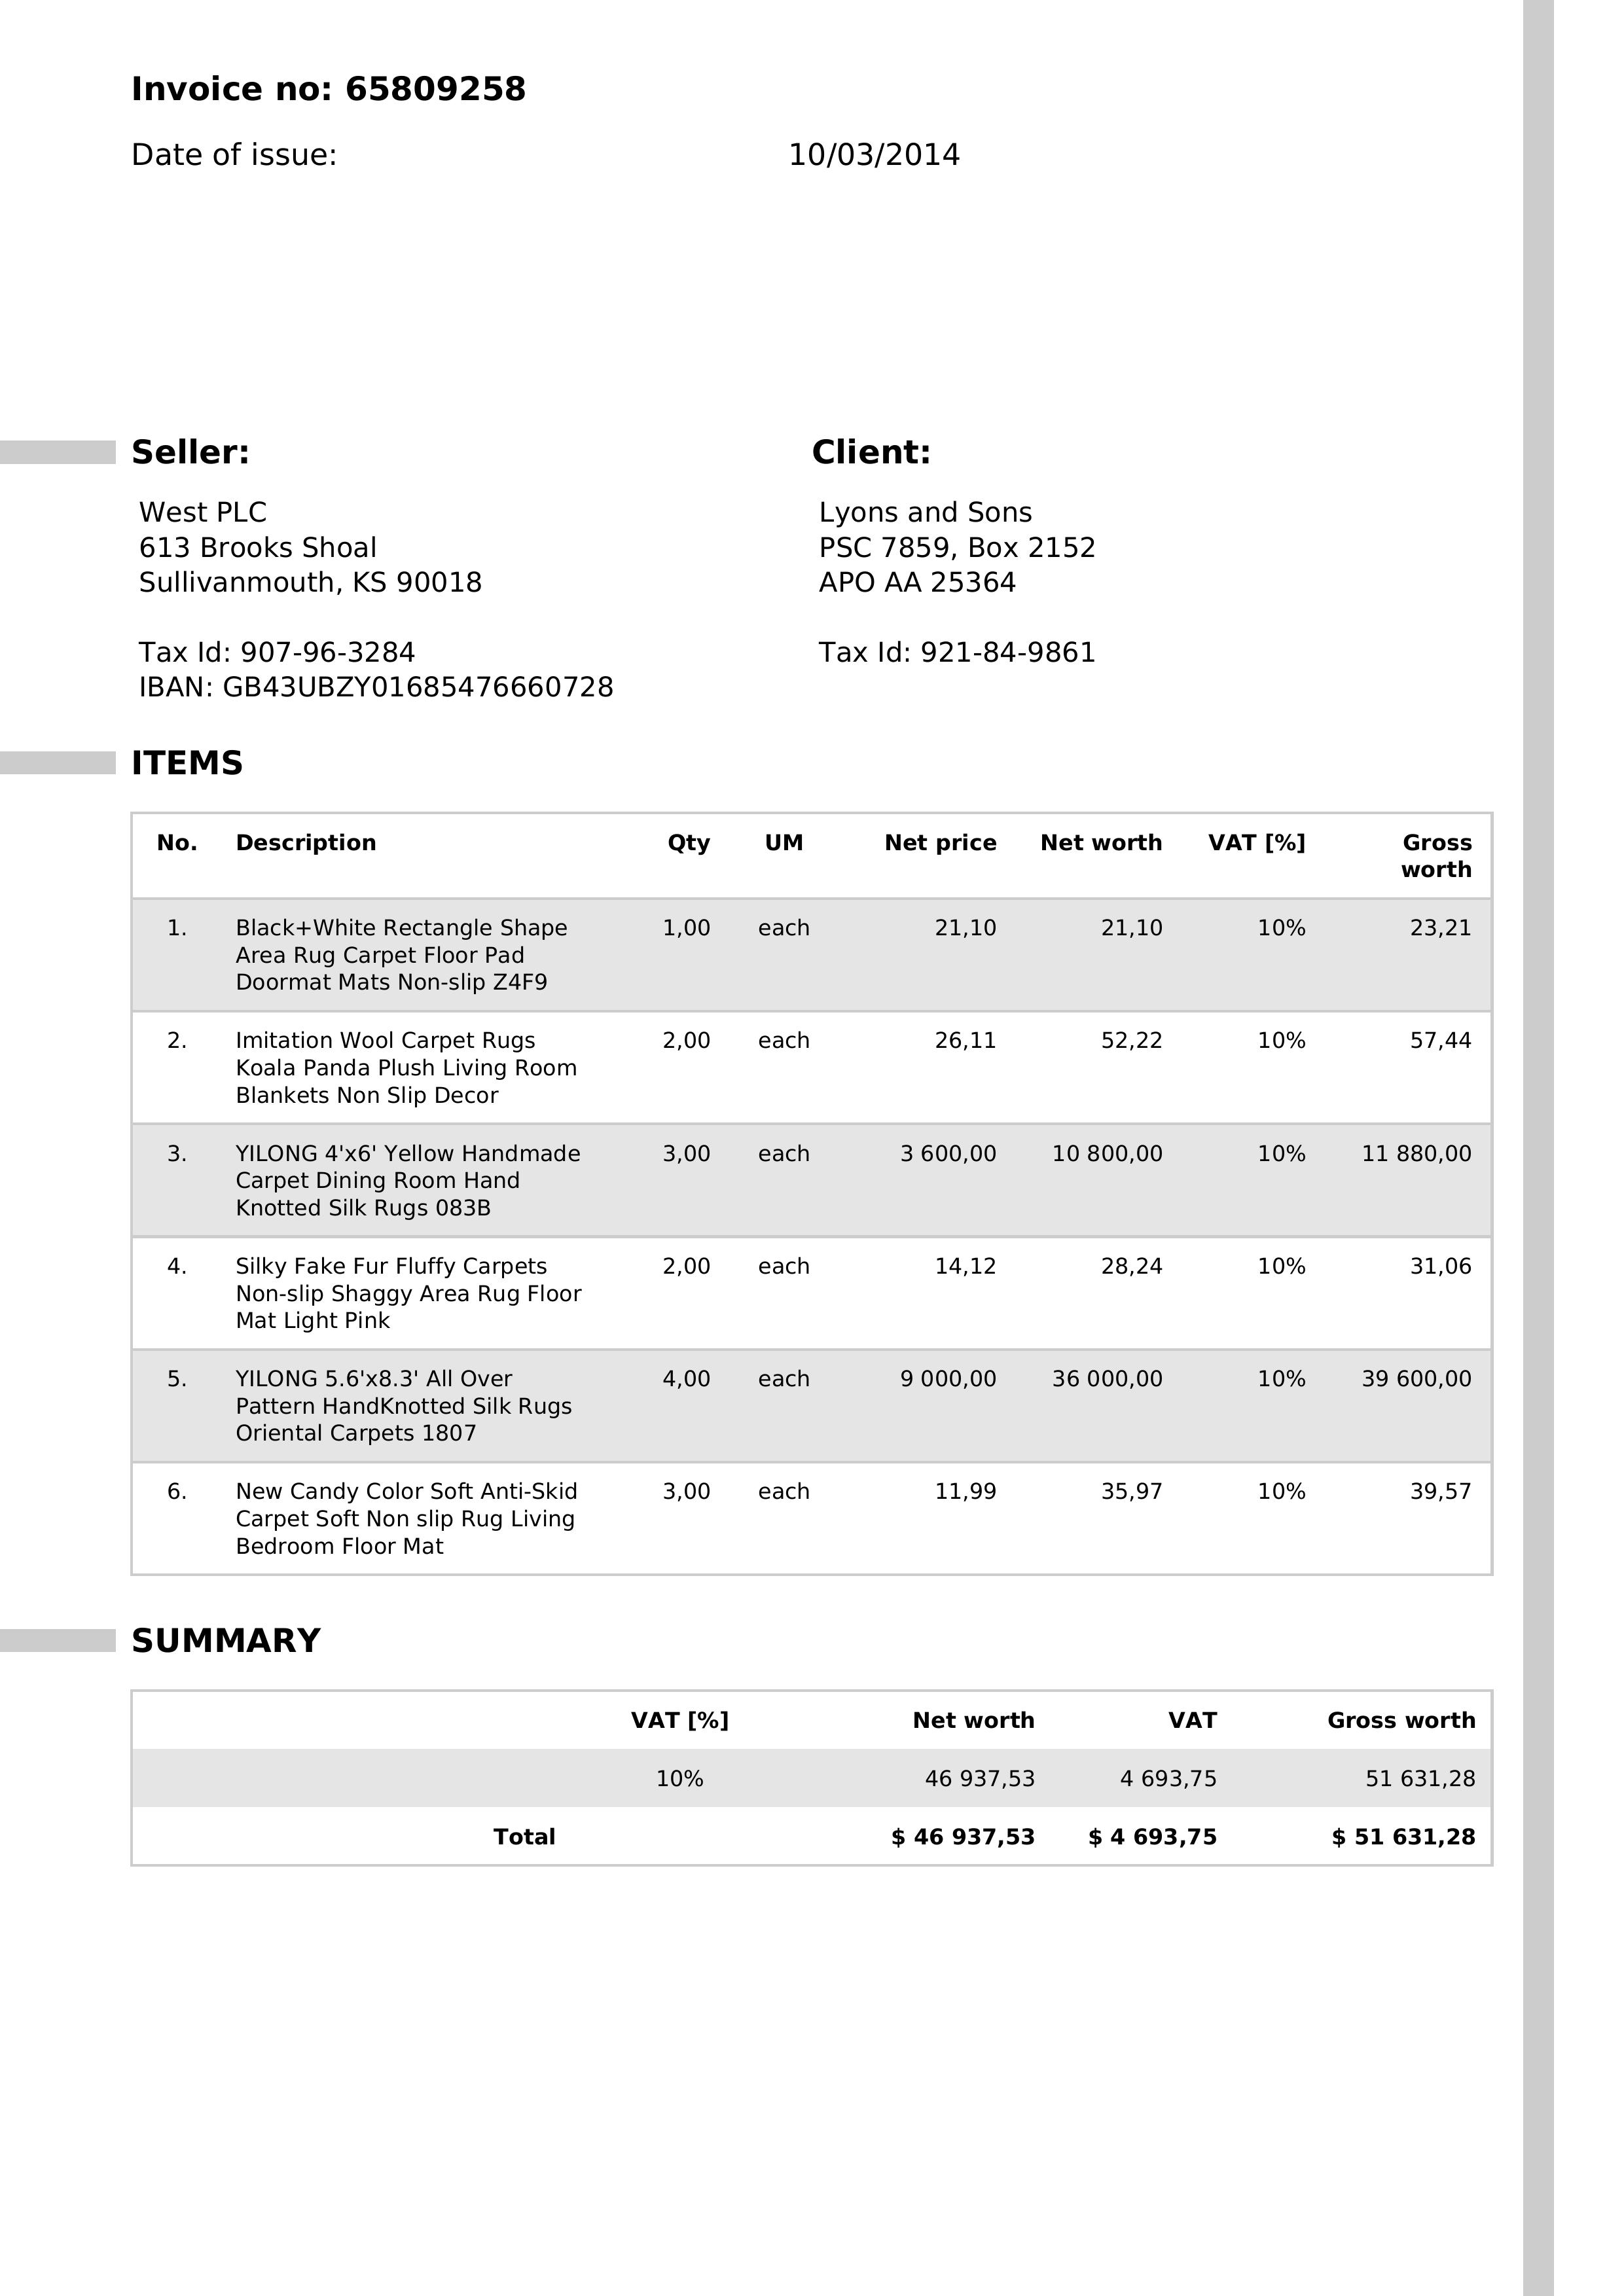 Invoice no: 65809258
Date of issue: 10/03/2014
Seller:
West PLC
613 Brooks Shoal
Sullivanmouth, KS 90018
Tax Id: 907-96-3284
IBAN: GB43UBZY01685476660728
Client:
Lyons and Sons
PSC 7859, Box 2152
APO AA 25364
Tax Id: 921-84-9861
ITEMS
No. Description Qty UM Net price Net worth VAT [%] Gross
worth
1. Black+White Rectangle Shape 1,00 each 21,10 21,10 10% 23,21
Area Rug Carpet Floor Pad
Doormat Mats Non-slip Z4F9
2. Imitation Wool Carpet Rugs 2,00 each 26,11 52,22 10% 57,44
Koala Panda Plush Living Room
Blankets Non Slip Decor
3. YILONG 4'x6' Yellow Handmade 3,00 each 3 600,00 10 800,00 10% 11 880,00
Carpet Dining Room Hand
Knotted Silk Rugs 083B
4. Silky Fake Fur Fluffy Carpets 2,00 each 14,12 28,24 10% 31,06
Non-slip Shaggy Area Rug Floor
Mat Light Pink
5. YILONG 5.6'x8.3' All Over 4,00 each 9 000,00 36 000,00 10% 39 600,00
Pattern HandKnotted Silk Rugs
Oriental Carpets 1807
6. New Candy Color Soft Anti-Skid 3,00 each 11,99 35,97 10% 39,57
Carpet Soft Non slip Rug Living
Bedroom Floor Mat
SUMMARY
VAT [%] Net worth VAT Gross worth
10% 46 937,53 4 693,75 51 631,28
Total $ 46 937,53 $ 4 693,75 $ 51 631,28